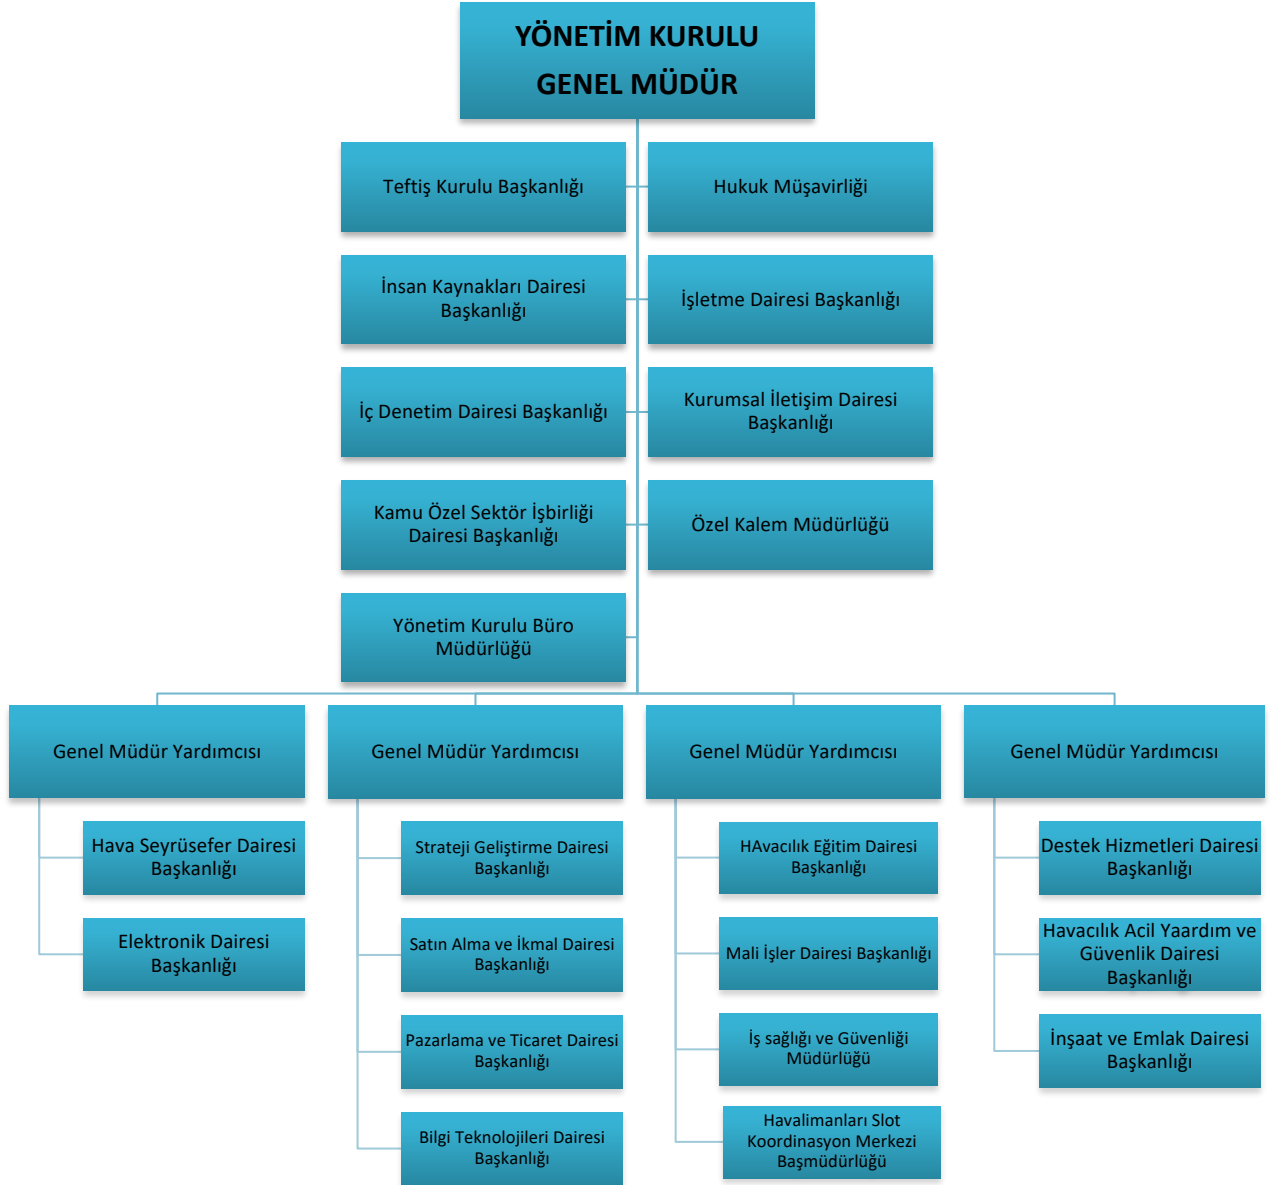 YÖNETİM KURULU
GENEL MÜDÜR
Teftiş Kurulu Başkanlığı
Hukuk Müşavirliği
İnsan Kaynakları Dairesi
Başkanlığı
İşletme Dairesi Başkanlığı
İç Denetim Dairesi Başkanlığı
Kurumsal İletişim Dairesi
Başkanlığı
Kamu Özel Sektör İşbirliği
Dairesi Başkanlığı
Özel Kalem Müdürlüğü
Yönetim Kurulu Büro
Müdürlüğü
Genel Müdür Yardımcısı
Hava Seyrüsefer Dairesi
Başkanlığı
Elektronik Dairesi
Başkanlığı
Genel Müdür Yardımcısı
Strateji Geliştirme Dairesi
Başkanlığı
Satın Alma ve İkmal Dairesi
Başkanlığı
Pazarlama ve Ticaret Dairesi
Başkanlığı
Bilgi Teknolojileri Dairesi
Başkanlığı
Genel Müdür Yardımcısı
HAvacılık Eğitim Dairesi
Başkanlığı
Mali İşler Dairesi Başkanlığı
İş sağlığı ve Güvenliği
Müdürlüğü
Havalimanları Slot
Koordinasyon Merkezi
Başmüdürlüğü
Genel Müdür Yardımcısı
Destek Hizmetleri Dairesi
Başkanlığı
Havacılık Acil Yaardım ve
Güvenlik Dairesi
Başkanlığı
İnşaat ve Emlak Dairesi
Başkanlığı